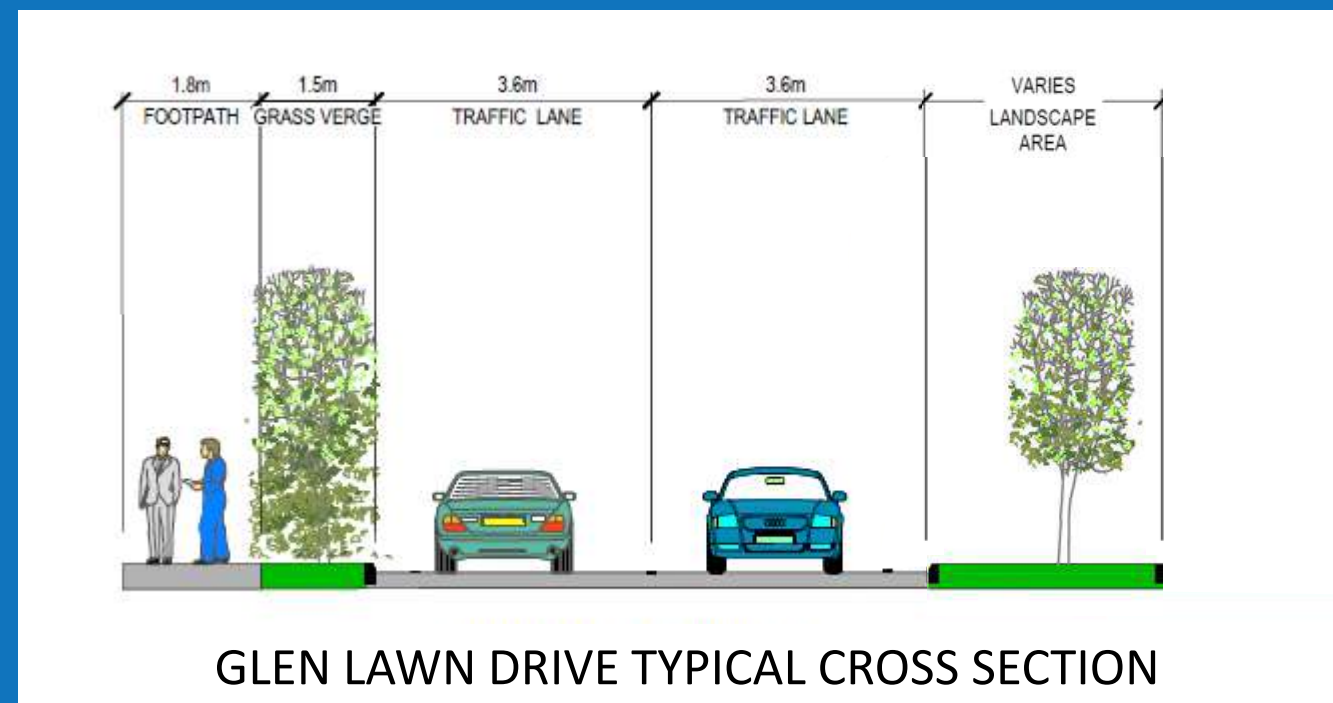 1.8m 1.5m 3.6m 3.6m VARIES
FOOTPATH GRASS VERGE TRAFFIC LANE TRAFFIC LANE LANDSCAPE
AREA
GLEN LAWN DRIVE TYPICAL CROSS SECTION